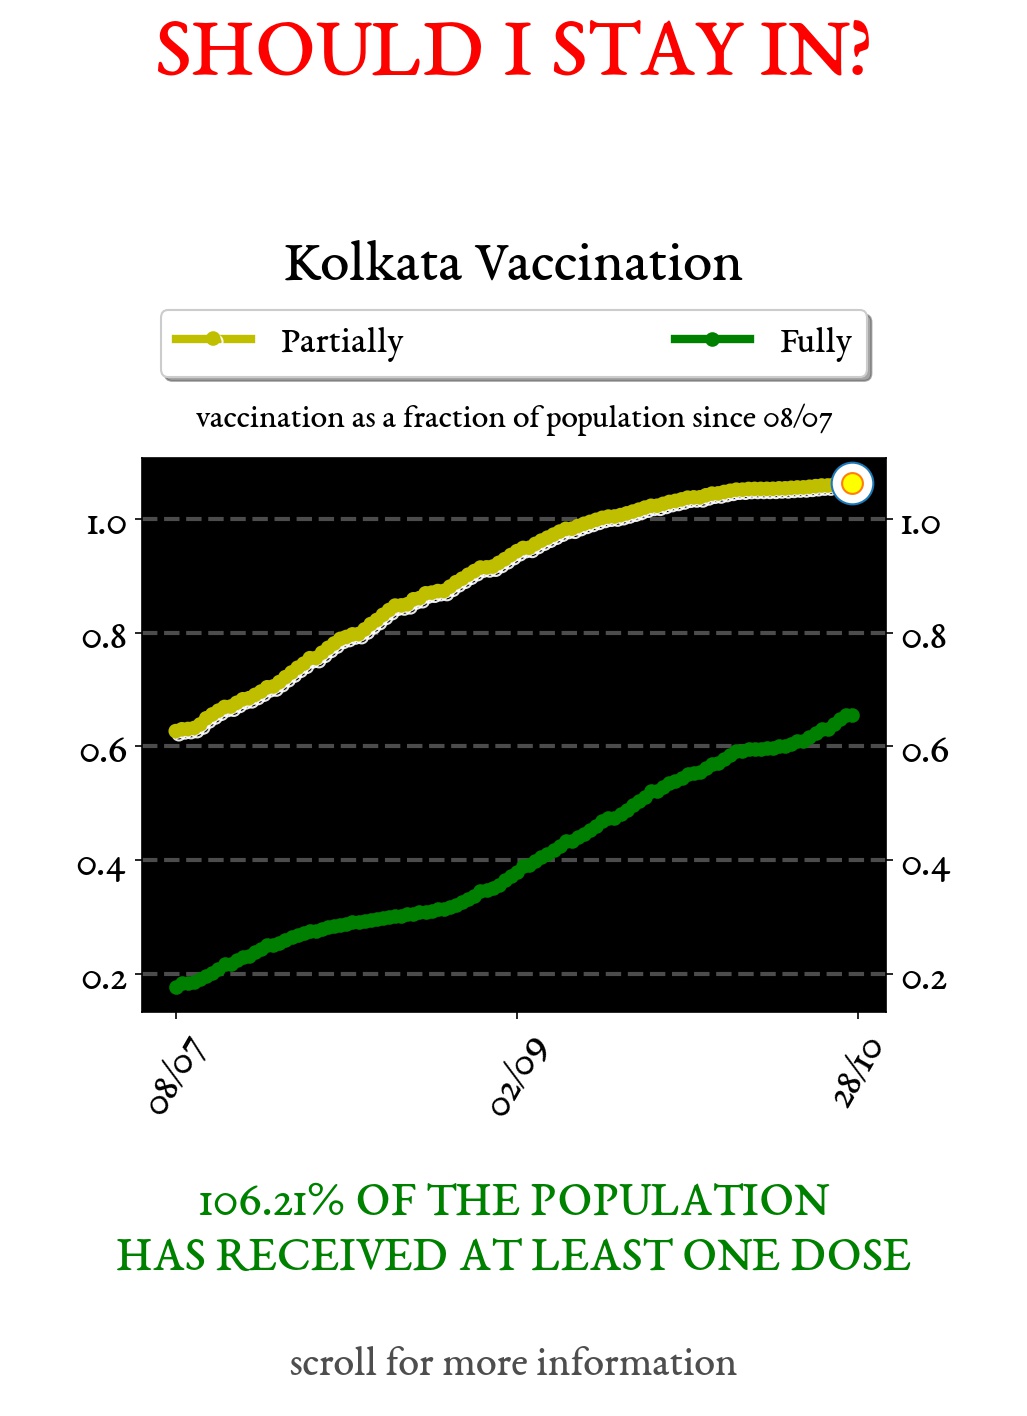 SHOULD I STAY IN?
Kolkata Vaccination
Partially Fully
vaccination as a fraction of population since 08/07
1.0 1.0
0.8 0.8
0.6 0.6
0.4 0.4
0.2 0.2
08/07 02/09 28/10
106.21% OF THE POPULATION
HAS RECEIVED AT LEAST ONE DOSE
scroll for more information